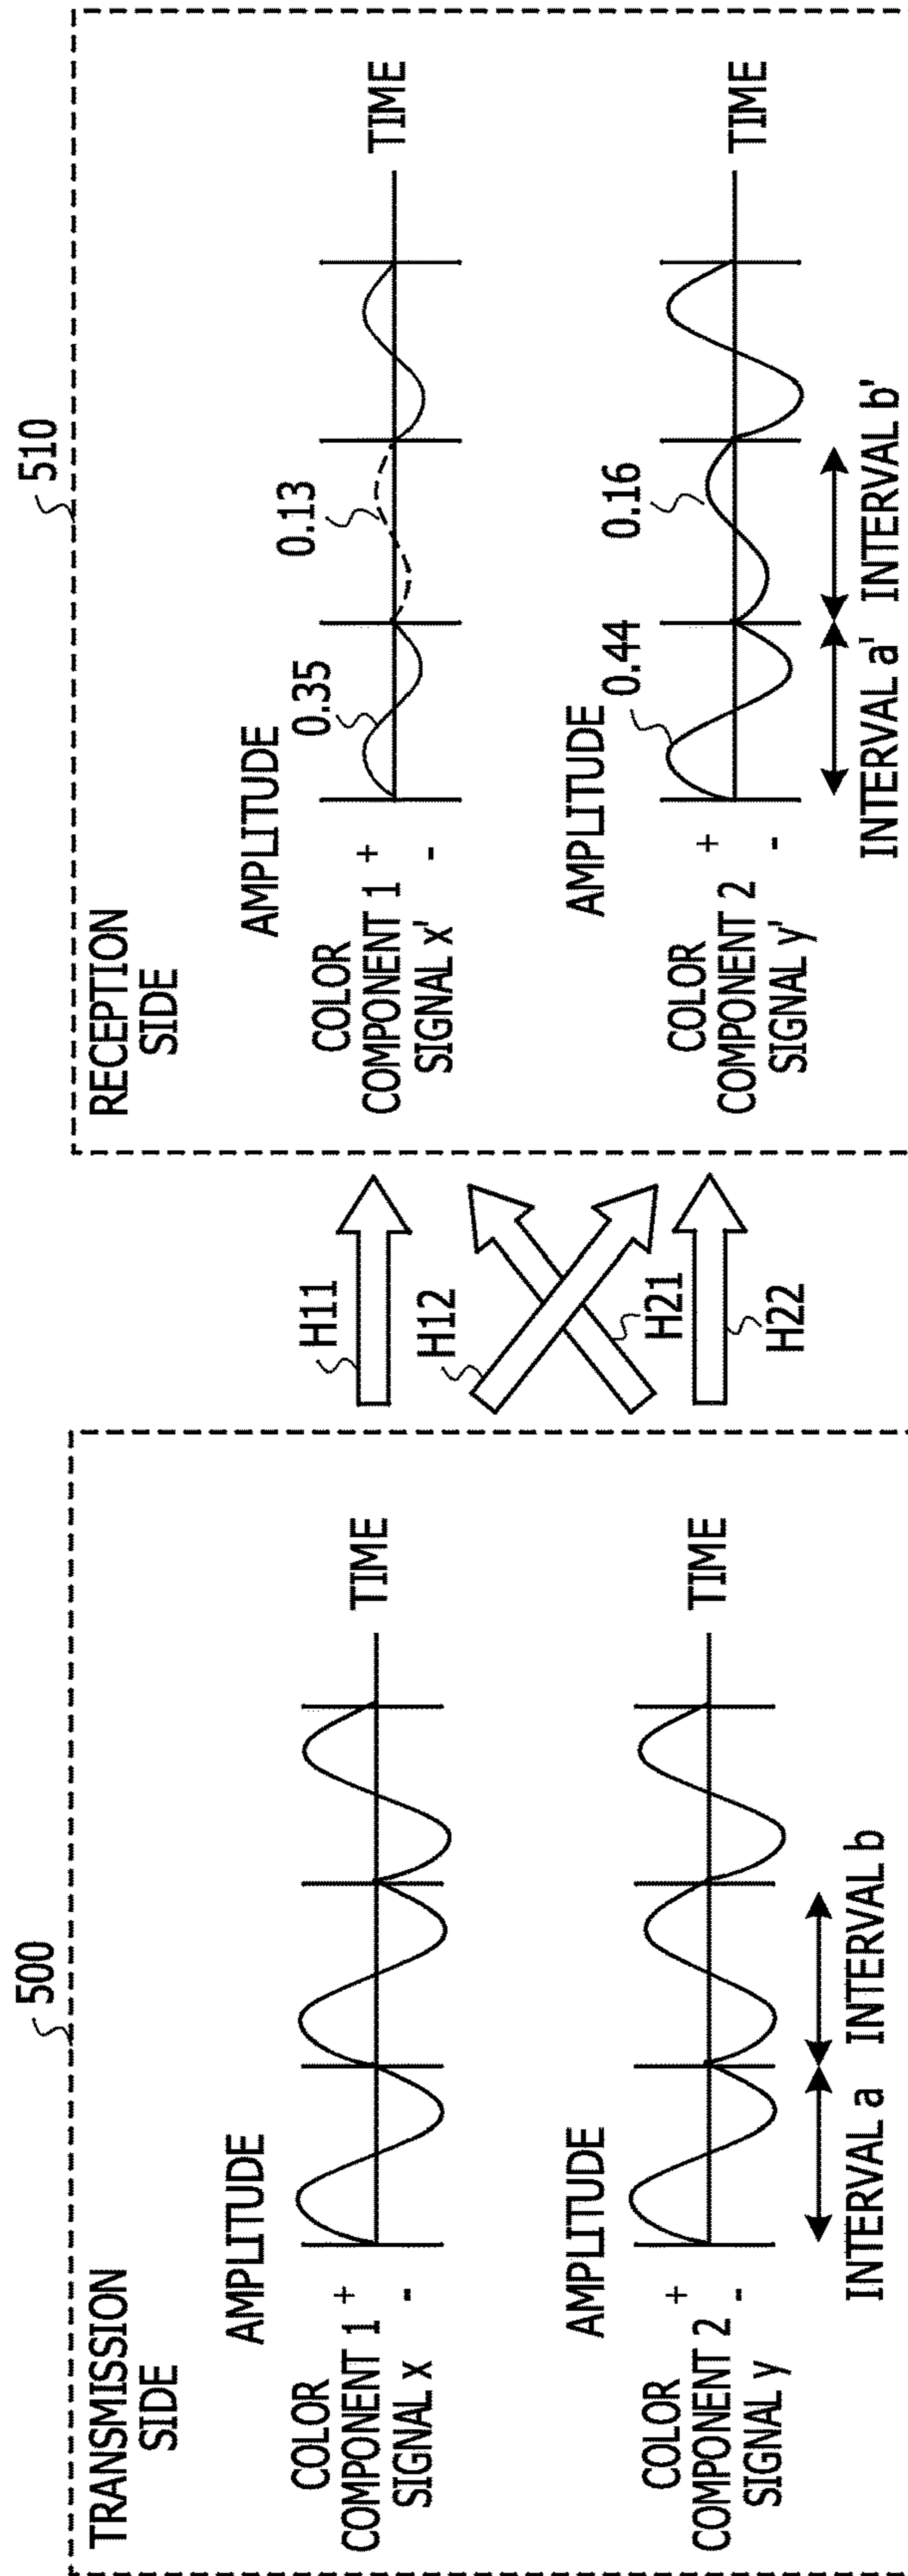 500
TRANSMISSION
SIDE
AMPLITUDE
COLOR
COMPONENT 1
SIGNAL x
+
-
TIME
AMPLITUDE
COLOR
COMPONENT 2
SIGNAL y
+
-
TIME
INTERVAL a
INTERVAL b
H11
H12
H21
H22
510
RECEPTION
SIDE
AMPLITUDE
COLOR
COMPONENT 1
SIGNAL x'
+
-
0.35
0.13
TIME
AMPLITUDE
COLOR
COMPONENT 2
SIGNAL y'
+
-
0.44
0.16
TIME
INTERVAL a'
INTERVAL b'